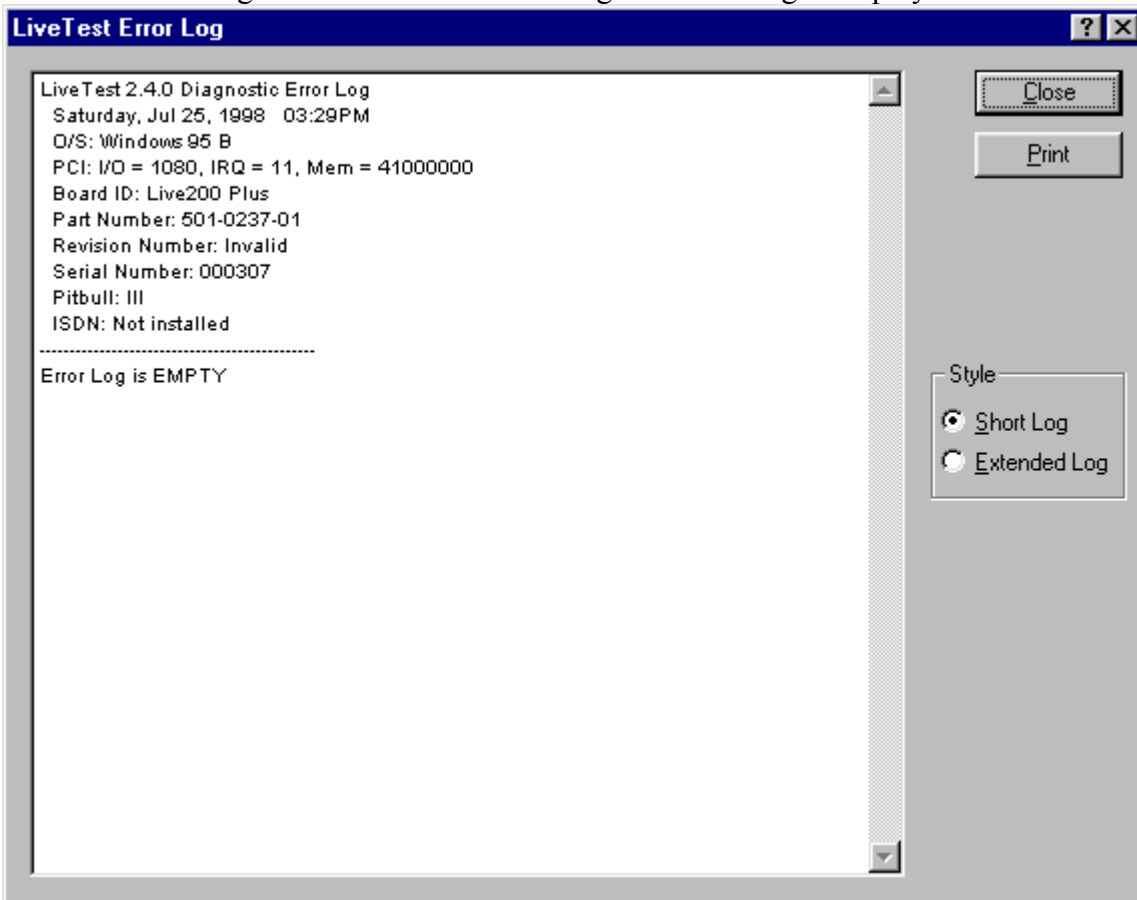 LiveTest Error Log
LiveTest 2.4.0 Diagnostic Error Log
Saturday, Jul 25, 1998 03:29PM
O/S: Windows 95 B
PCI: I/O = 1080, IRQ = 11, Mem = 41000000
Board ID: Live200 Plus
Part Number: 501-0237-01
Revision Number: Invalid
Serial Number: 000307
Pitbull: III
ISDN: Not installed
----------------------------------------------
Error Log is EMPTY
Close
Print
Style
Short Log
Extended Log